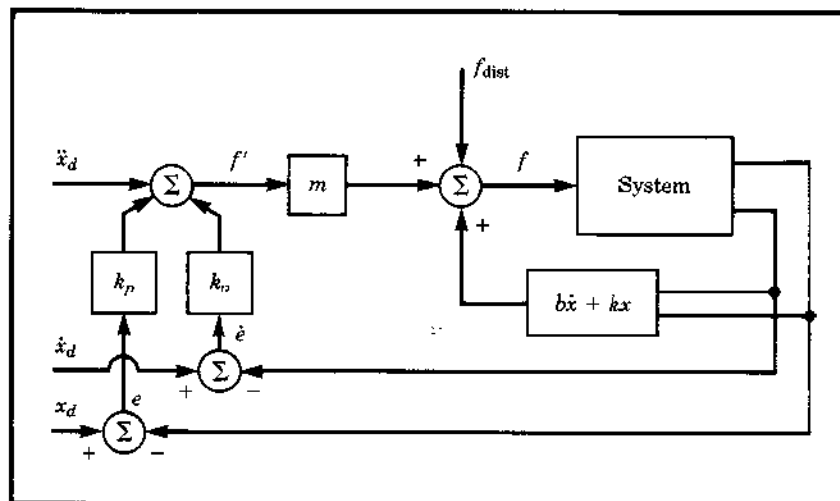 f_dist
ẍ_d
f'
+
f
Σ
m
Σ
System
+
k_p
k_v
bẋ + kx
ė
ẋ_d
Σ
+
−
e
x_d
Σ
+
−